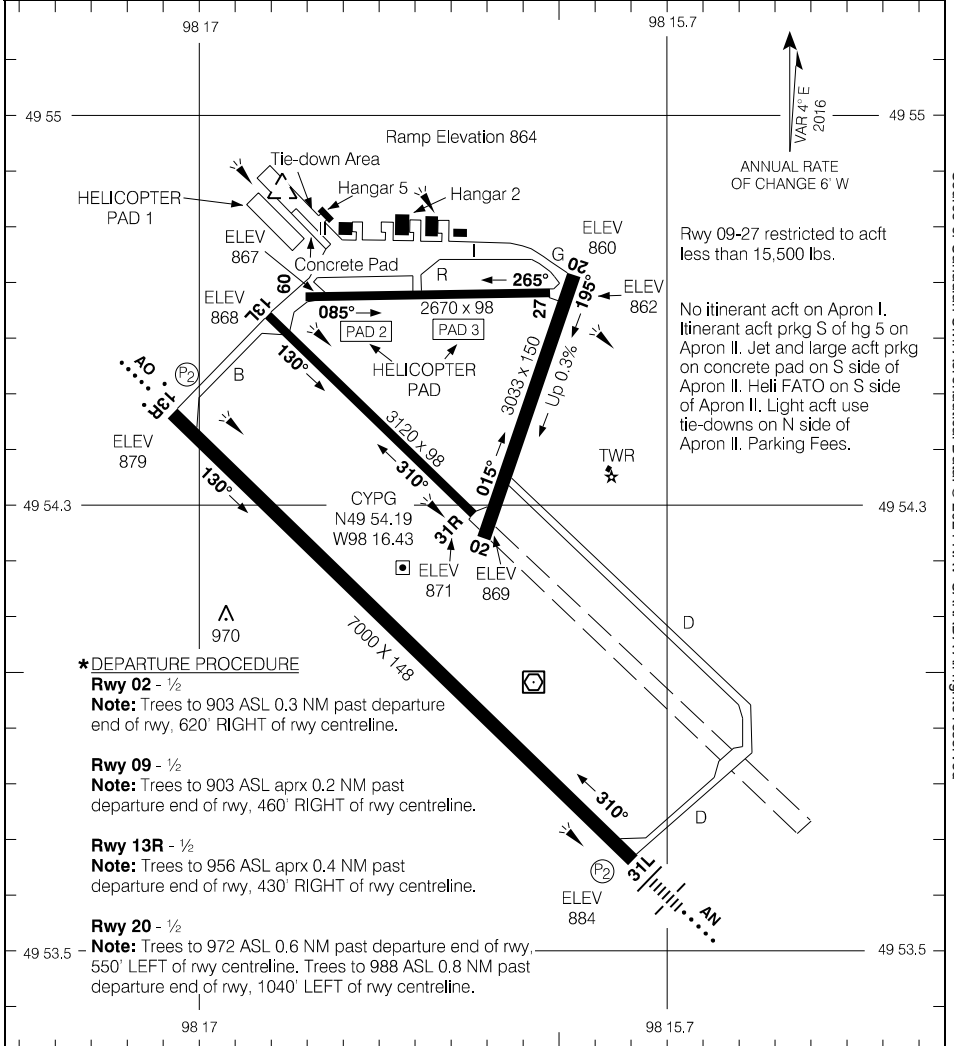 98 17
98 15.7
49 55
49 55
VAR 4° E
2016
ANNUAL RATE
OF CHANGE 6' W
Ramp Elevation 864
Tie-down Area
Hangar 5
Hangar 2
HELICOPTER
PAD 1
ELEV
867
Concrete Pad
ELEV
860
G
20
I
II
R
Rwy 09-27 restricted to acft
less than 15,500 lbs.
No itinerant acft on Apron I.
Itinerant acft prkg S of hg 5 on
Apron II. Jet and large acft prkg
on concrete pad on S side of
Apron II. Heli FATO on S side
of Apron II. Light acft use
tie-downs on N side of
Apron II. Parking Fees.
09
265°
27
195°
ELEV
862
ELEV
868
13L
085°
2670 x 98
PAD 2
PAD 3
HELICOPTER
PAD
130°
3120 x 98
310°
3033 x 150
Up 0.3%
015°
AO
P2
13R
B
ELEV
879
130°
TWR
49 54.3
49 54.3
CYPG
N49 54.19
W98 16.43
31R
02
ELEV
871
ELEV
869
970
7000 X 148
D
D
310°
31L
P2
ELEV
884
AN
*DEPARTURE PROCEDURE
Rwy 02 - ½
Note: Trees to 903 ASL 0.3 NM past departure
end of rwy, 620' RIGHT of rwy centreline.
Rwy 09 - ½
Note: Trees to 903 ASL aprx 0.2 NM past
departure end of rwy, 460' RIGHT of rwy centreline.
Rwy 13R - ½
Note: Trees to 956 ASL aprx 0.4 NM past
departure end of rwy, 430' RIGHT of rwy centreline.
Rwy 20 - ½
Note: Trees to 972 ASL 0.6 NM past departure end of rwy,
550' LEFT of rwy centreline. Trees to 988 ASL 0.8 NM past
departure end of rwy, 1040' LEFT of rwy centreline.
49 53.5
49 53.5
98 17
98 15.7